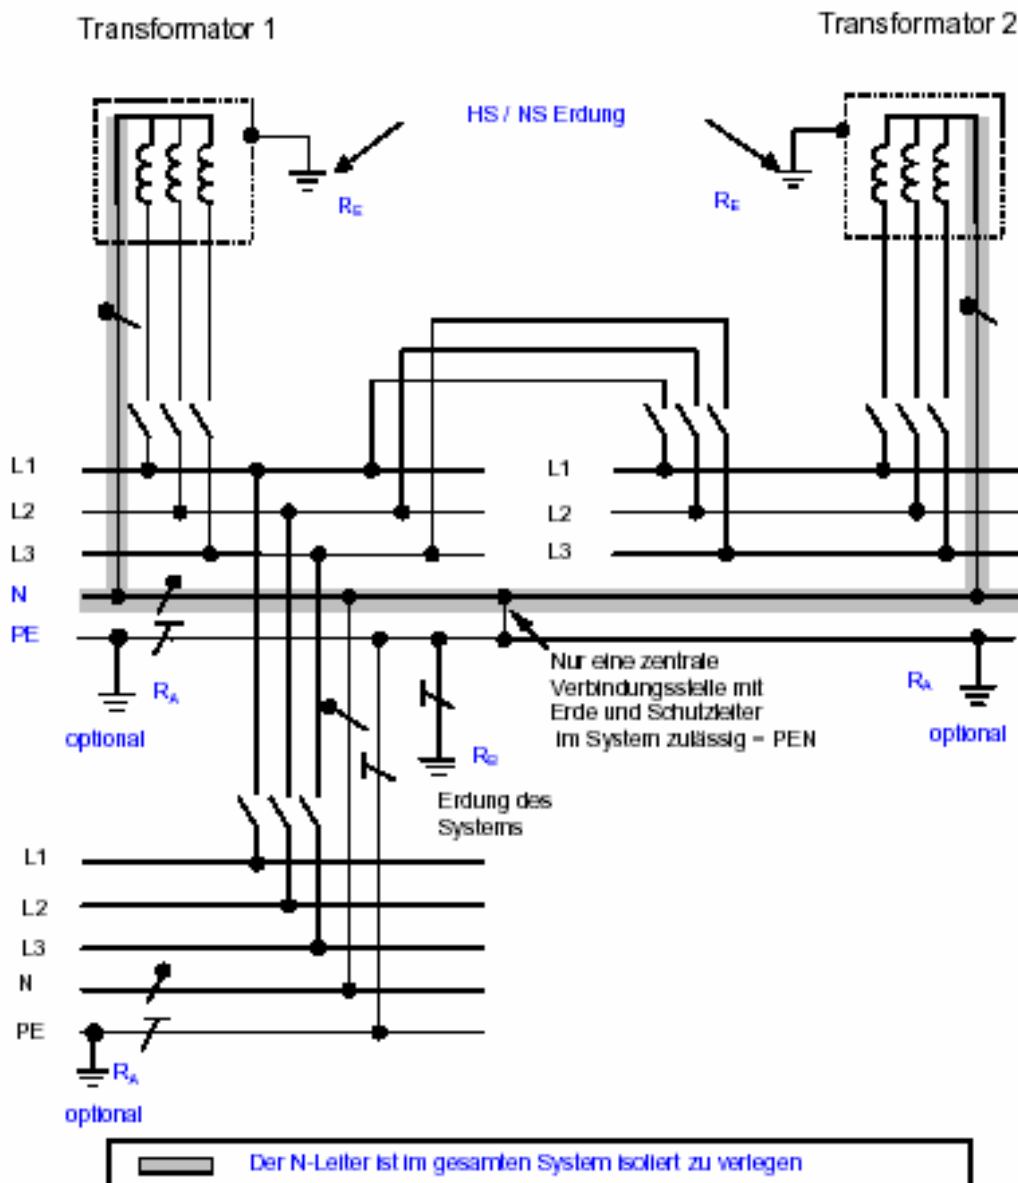 Transformator 1
Transformator 2
HS / NS Erdung
RE
RE
L1
L1
L2
L2
L3
L3
N
PE
RA
optional
Nur eine zentrale
Verbindungsstelle mit
Erde und Schutzleiter
im System zulässig = PEN
RA
optional
RB
Erdung des
Systems
L1
L2
L3
N
PE
RA
optional
Der N-Leiter ist im gesamten System isoliert zu verlegen